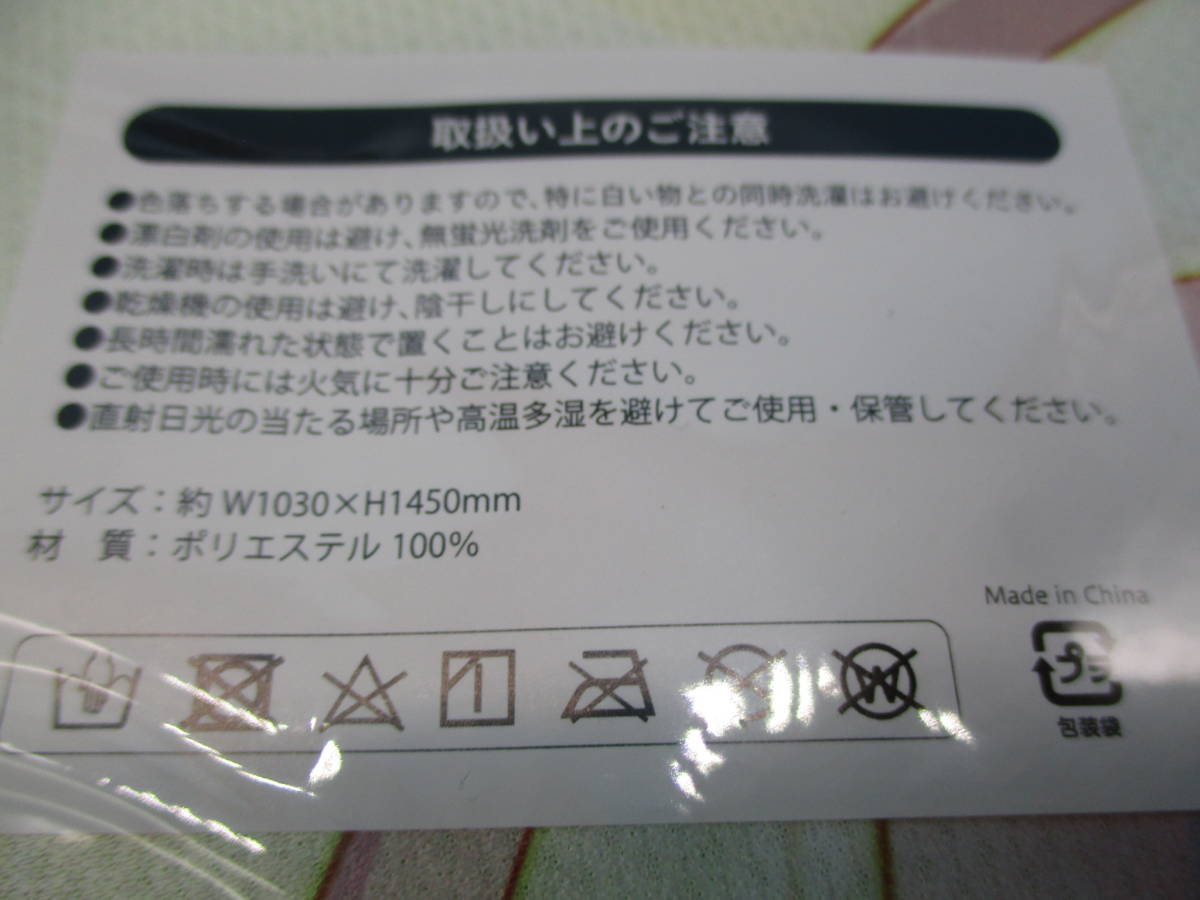 取扱い上のご注意
●色落ちする場合がありますので、特に白い物との同時洗濯はお避けください。
●漂白剤の使用は避け、無蛍光洗剤をご使用ください。
●洗濯時は手洗いにて洗濯してください。
●乾燥機の使用は避け、陰干しにしてください。
●長時間濡れた状態で置くことはお避けください。
●ご使用時には火気に十分ご注意ください。
●直射日光の当たる場所や高温多湿を避けてご使用・保管してください。
サイズ：約 W1030×H1450mm
材　質：ポリエステル 100%
Made in China
W
プラ
包装袋